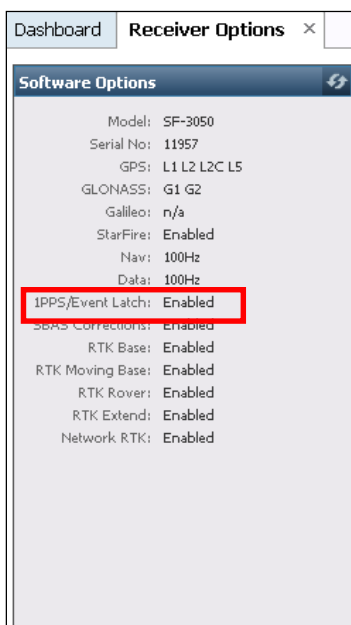 Dashboard Receiver Options ×
Software Options
Model: SF-3050
Serial No: 11957
GPS: L1 L2 L2C L5
GLONASS: G1 G2
Galileo: n/a
StarFire: Enabled
Nav: 100Hz
Data: 100Hz
1PPS/Event Latch: Enabled
SBAS Corrections: Enabled
RTK Base: Enabled
RTK Moving Base: Enabled
RTK Rover: Enabled
RTK Extend: Enabled
Network RTK: Enabled